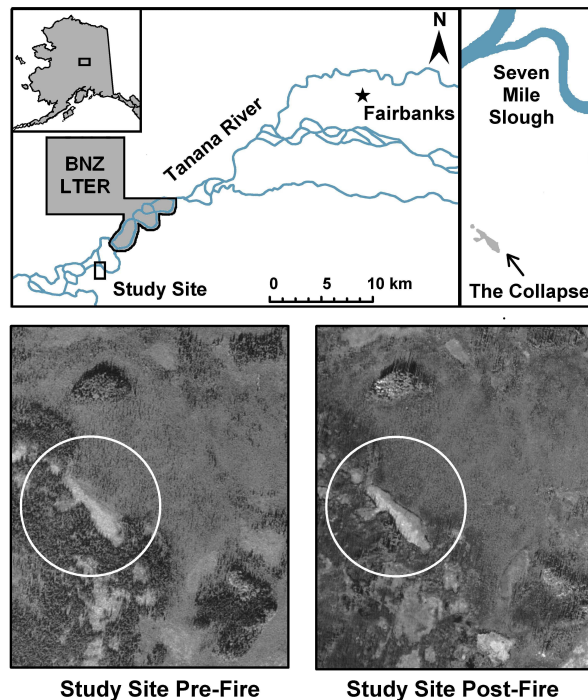 N
Fairbanks
Tanana River
BNZ
LTER
Study Site
0 5 10 km
Seven
Mile
Slough
The Collapse
Study Site Pre-Fire
Study Site Post-Fire